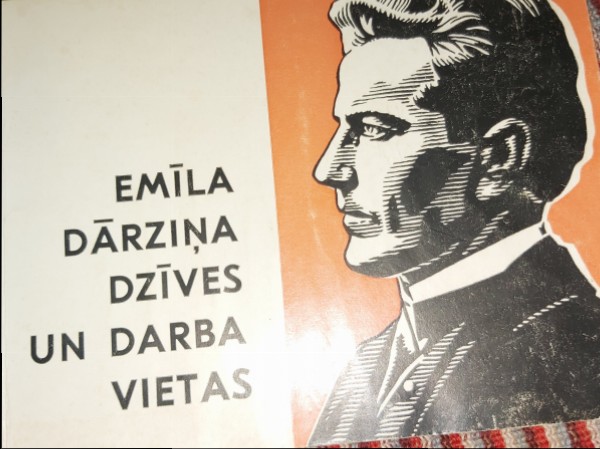 EMĪLA
DĀRZIŅA
DZĪVES
UN DARBA
VIETAS